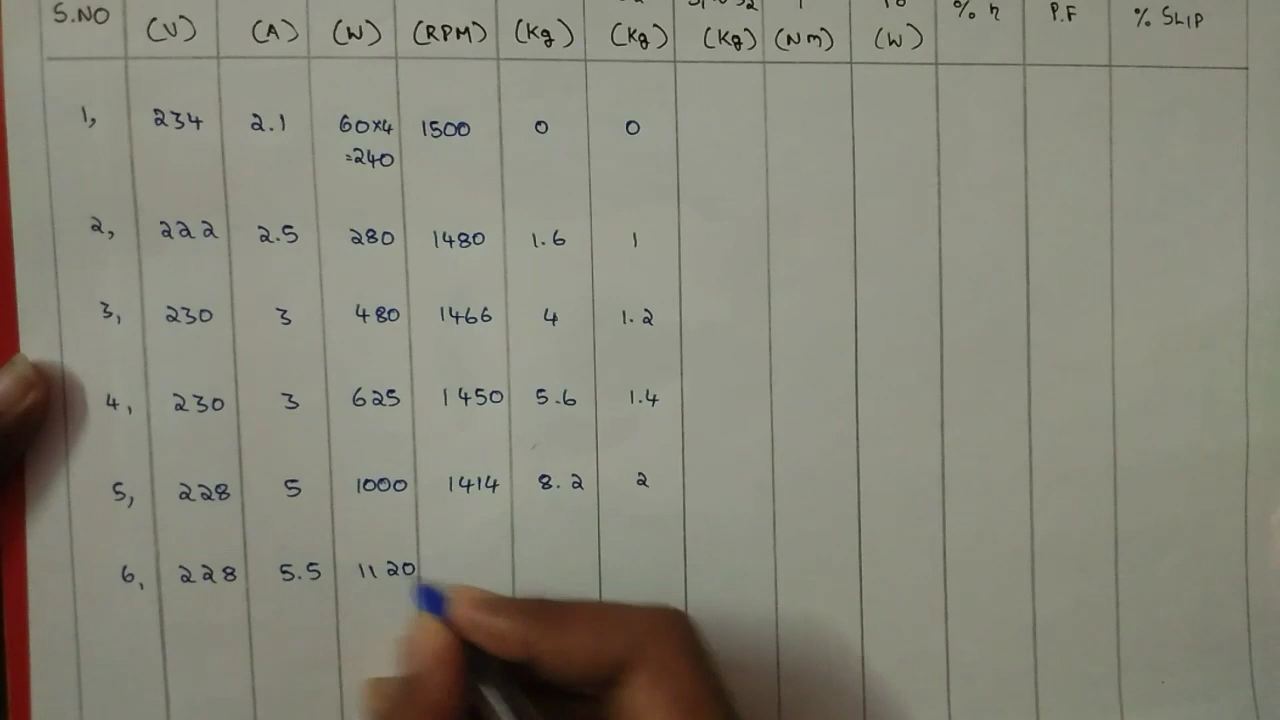 S.NO (V) (A) (W) (RPM) (Kg) (Kg) (Kg) (Nm) (W) % η P.F % SLIP
1, 234 2.1 60×4 1500 0 0
=240
2, 222 2.5 280 1480 1.6 1
3, 230 3 480 1466 4 1.2
4, 230 3 625 1450 5.6 1.4
5, 228 5 1000 1414 8.2 2
6, 228 5.5 1120